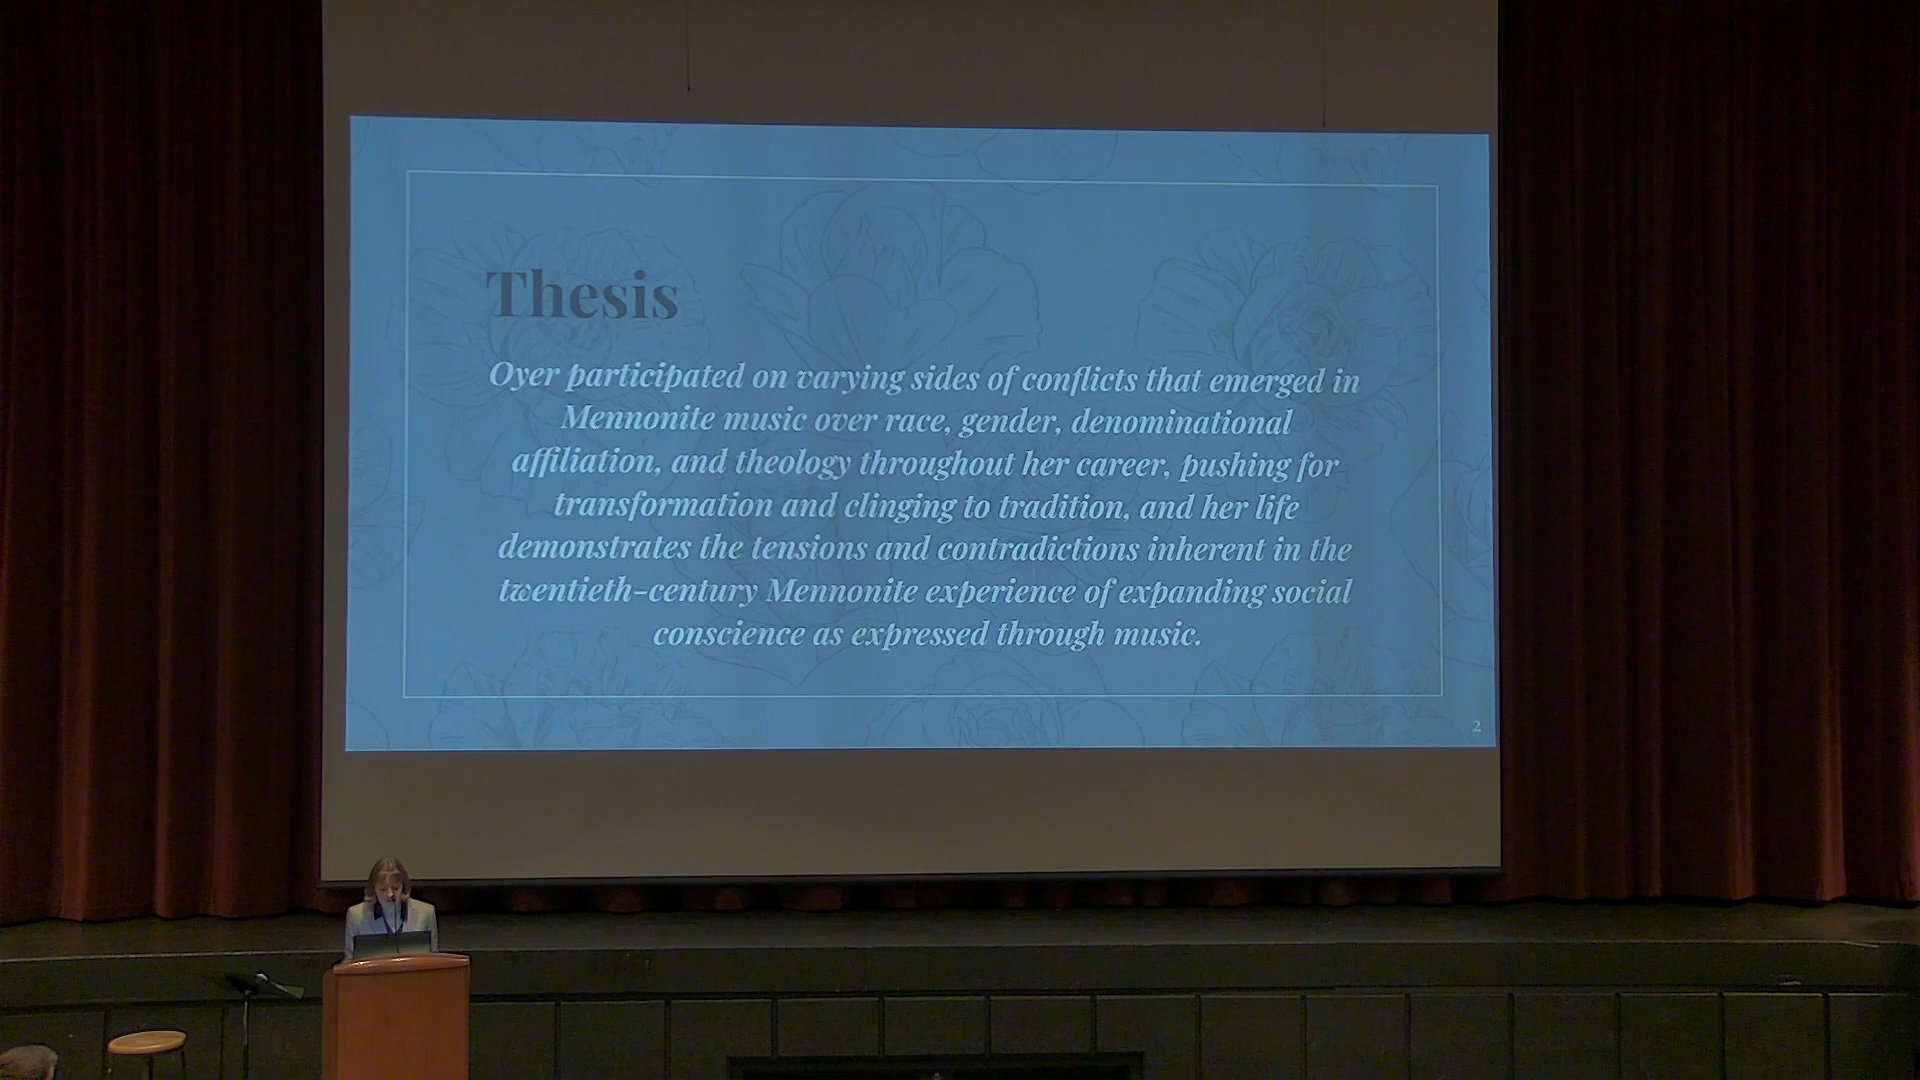 Thesis
Oyer participated on varying sides of conflicts that emerged in
Mennonite music over race, gender, denominational
affiliation, and theology throughout her career, pushing for
transformation and clinging to tradition, and her life
demonstrates the tensions and contradictions inherent in the
twentieth-century Mennonite experience of expanding social
conscience as expressed through music.
2